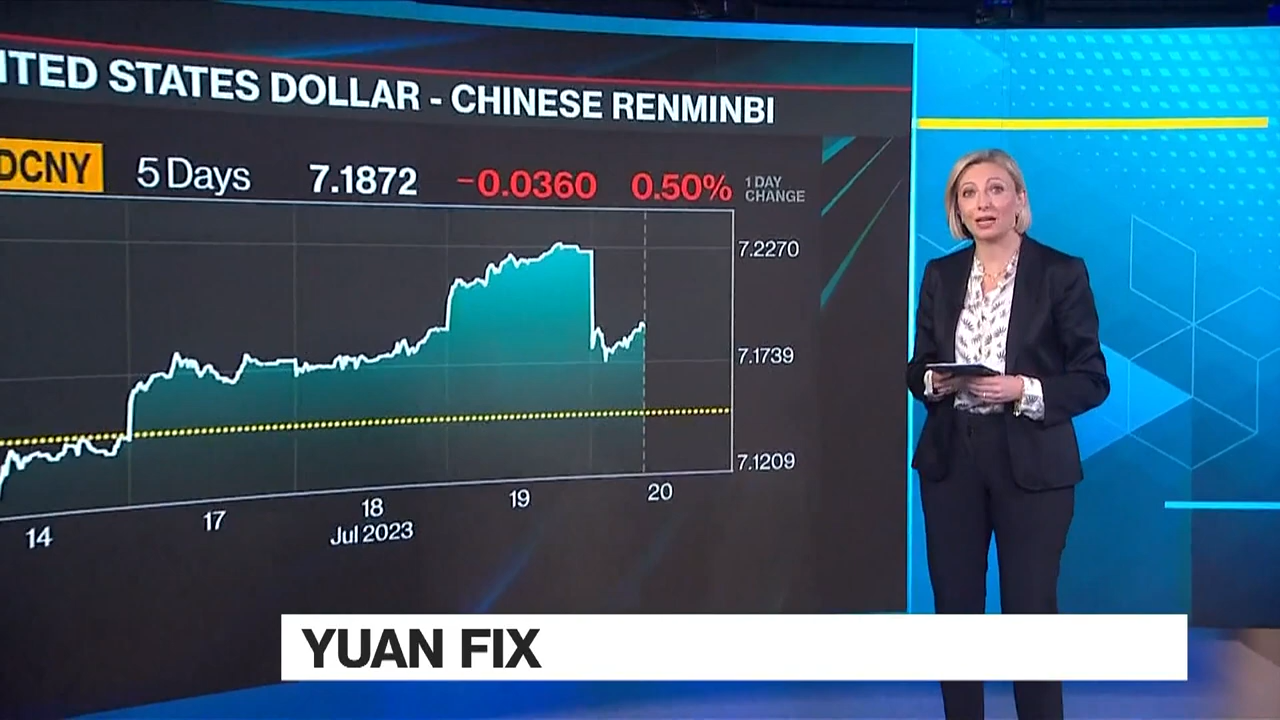 ITED STATES DOLLAR - CHINESE RENMINBI
DCNY 5 Days 7.1872 -0.0360 0.50% 1 DAY CHANGE
7.2270
7.1739
7.1209
14 17 18 19 20
Jul 2023
YUAN FIX